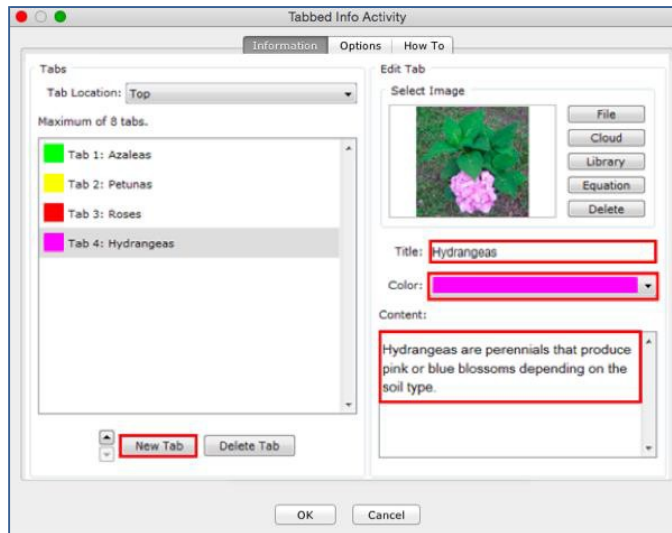 Tabbed Info Activity
Information Options How To
Tabs
Tab Location: Top
Maximum of 8 tabs.
Tab 1: Azaleas
Tab 2: Petunas
Tab 3: Roses
Tab 4: Hydrangeas
New Tab Delete Tab
Edit Tab
Select Image
File
Cloud
Library
Equation
Delete
Title: Hydrangeas
Color:
Content:
Hydrangeas are perennials that produce
pink or blue blossoms depending on the
soil type.
OK Cancel